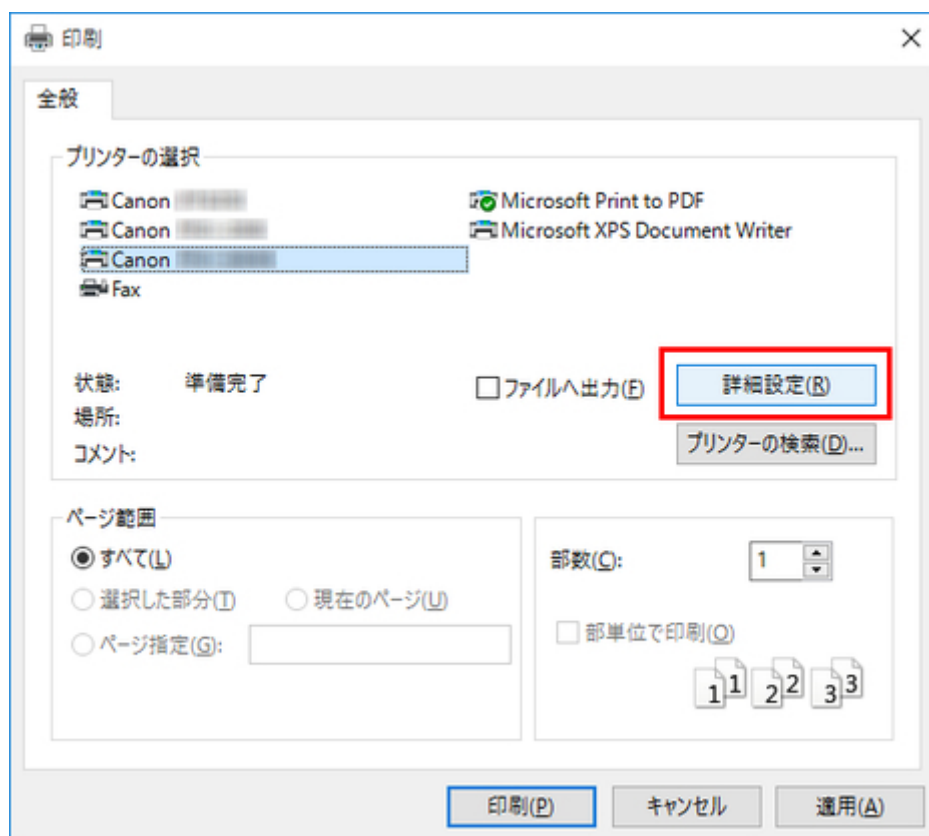 印刷
全般
プリンターの選択
Canon
Microsoft Print to PDF
Canon
Microsoft XPS Document Writer
Canon
Fax
状態: 準備完了
ファイルへ出力(F)
詳細設定(R)
場所:
コメント:
プリンターの検索(D)...
ページ範囲
すべて(L)
選択した部分(T)
現在のページ(U)
ページ指定(G):
部数(C): 1
部単位で印刷(O)
1 1 2 2 3 3
印刷(P)
キャンセル
適用(A)